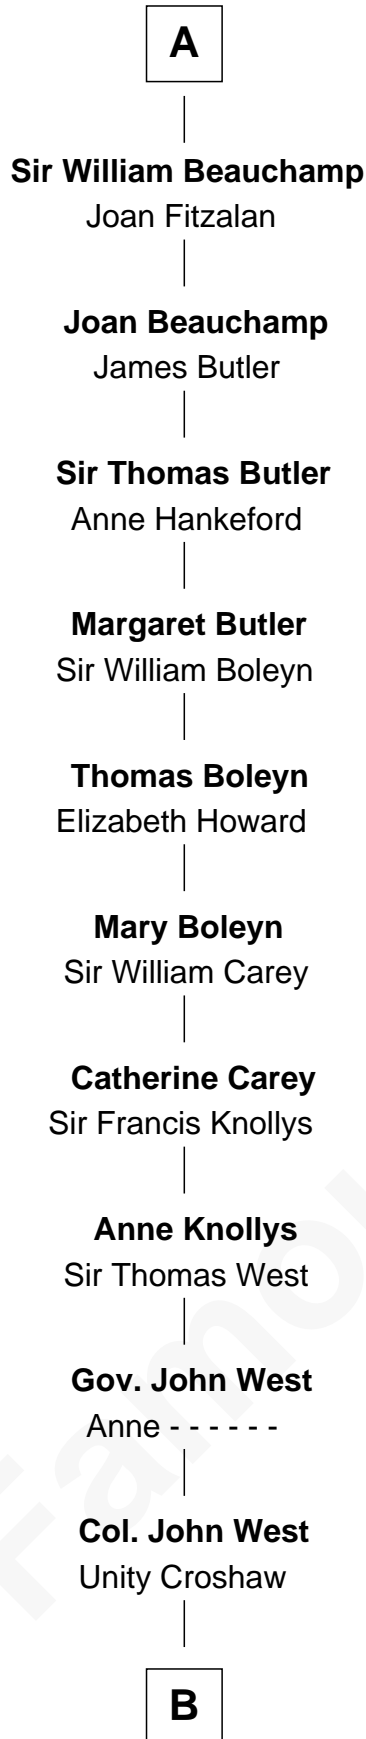 A
Sir William Beauchamp
Joan Fitzalan
Joan Beauchamp
James Butler
Sir Thomas Butler
Anne Hankeford
Margaret Butler
Sir William Boleyn
Thomas Boleyn
Elizabeth Howard
Mary Boleyn
Sir William Carey
Catherine Carey
Sir Francis Knollys
Anne Knollys
Sir Thomas West
Gov. John West
Anne - - - - - -
Col. John West
Unity Croshaw
B